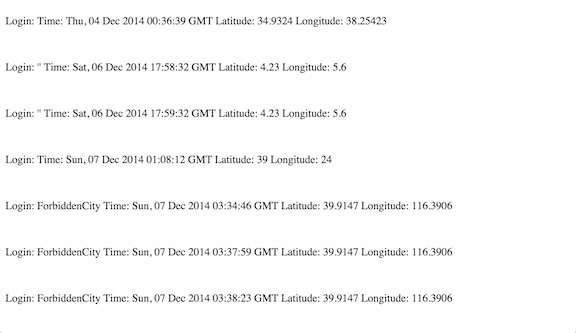 Login: Time: Thu, 04 Dec 2014 00:36:39 GMT Latitude: 34.9324 Longitude: 38.25423
Login: '' Time: Sat, 06 Dec 2014 17:58:32 GMT Latitude: 4.23 Longitude: 5.6
Login: '' Time: Sat, 06 Dec 2014 17:59:32 GMT Latitude: 4.23 Longitude: 5.6
Login: Time: Sun, 07 Dec 2014 01:08:12 GMT Latitude: 39 Longitude: 24
Login: ForbiddenCity Time: Sun, 07 Dec 2014 03:34:46 GMT Latitude: 39.9147 Longitude: 116.3906
Login: ForbiddenCity Time: Sun, 07 Dec 2014 03:37:59 GMT Latitude: 39.9147 Longitude: 116.3906
Login: ForbiddenCity Time: Sun, 07 Dec 2014 03:38:23 GMT Latitude: 39.9147 Longitude: 116.3906